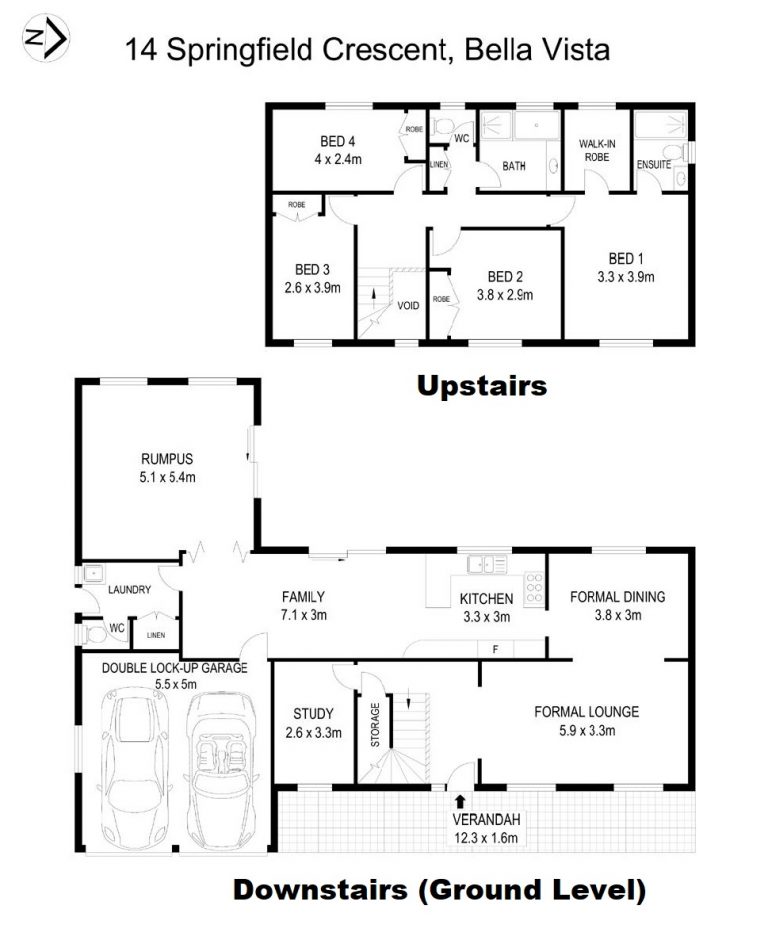 N
14 Springfield Crescent, Bella Vista
BED 4
4 x 2.4m
ROBE
WC
LINEN
BATH
WALK-IN
ROBE
ENSUITE
ROBE
BED 3
2.6 x 3.9m
VOID
ROBE
BED 2
3.8 x 2.9m
BED 1
3.3 x 3.9m
Upstairs
RUMPUS
5.1 x 5.4m
LAUNDRY
WC
LINEN
FAMILY
7.1 x 3m
KITCHEN
3.3 x 3m
F
FORMAL DINING
3.8 x 3m
DOUBLE LOCK-UP GARAGE
5.5 x 5m
STUDY
2.6 x 3.3m
STORAGE
FORMAL LOUNGE
5.9 x 3.3m
VERANDAH
12.3 x 1.6m
Downstairs (Ground Level)